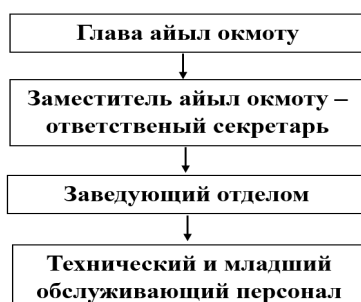 Глава айыл окмоту
Заместитель айыл окмоту –
ответственый секретарь
Заведующий отделом
Технический и младший
обслуживающий персонал